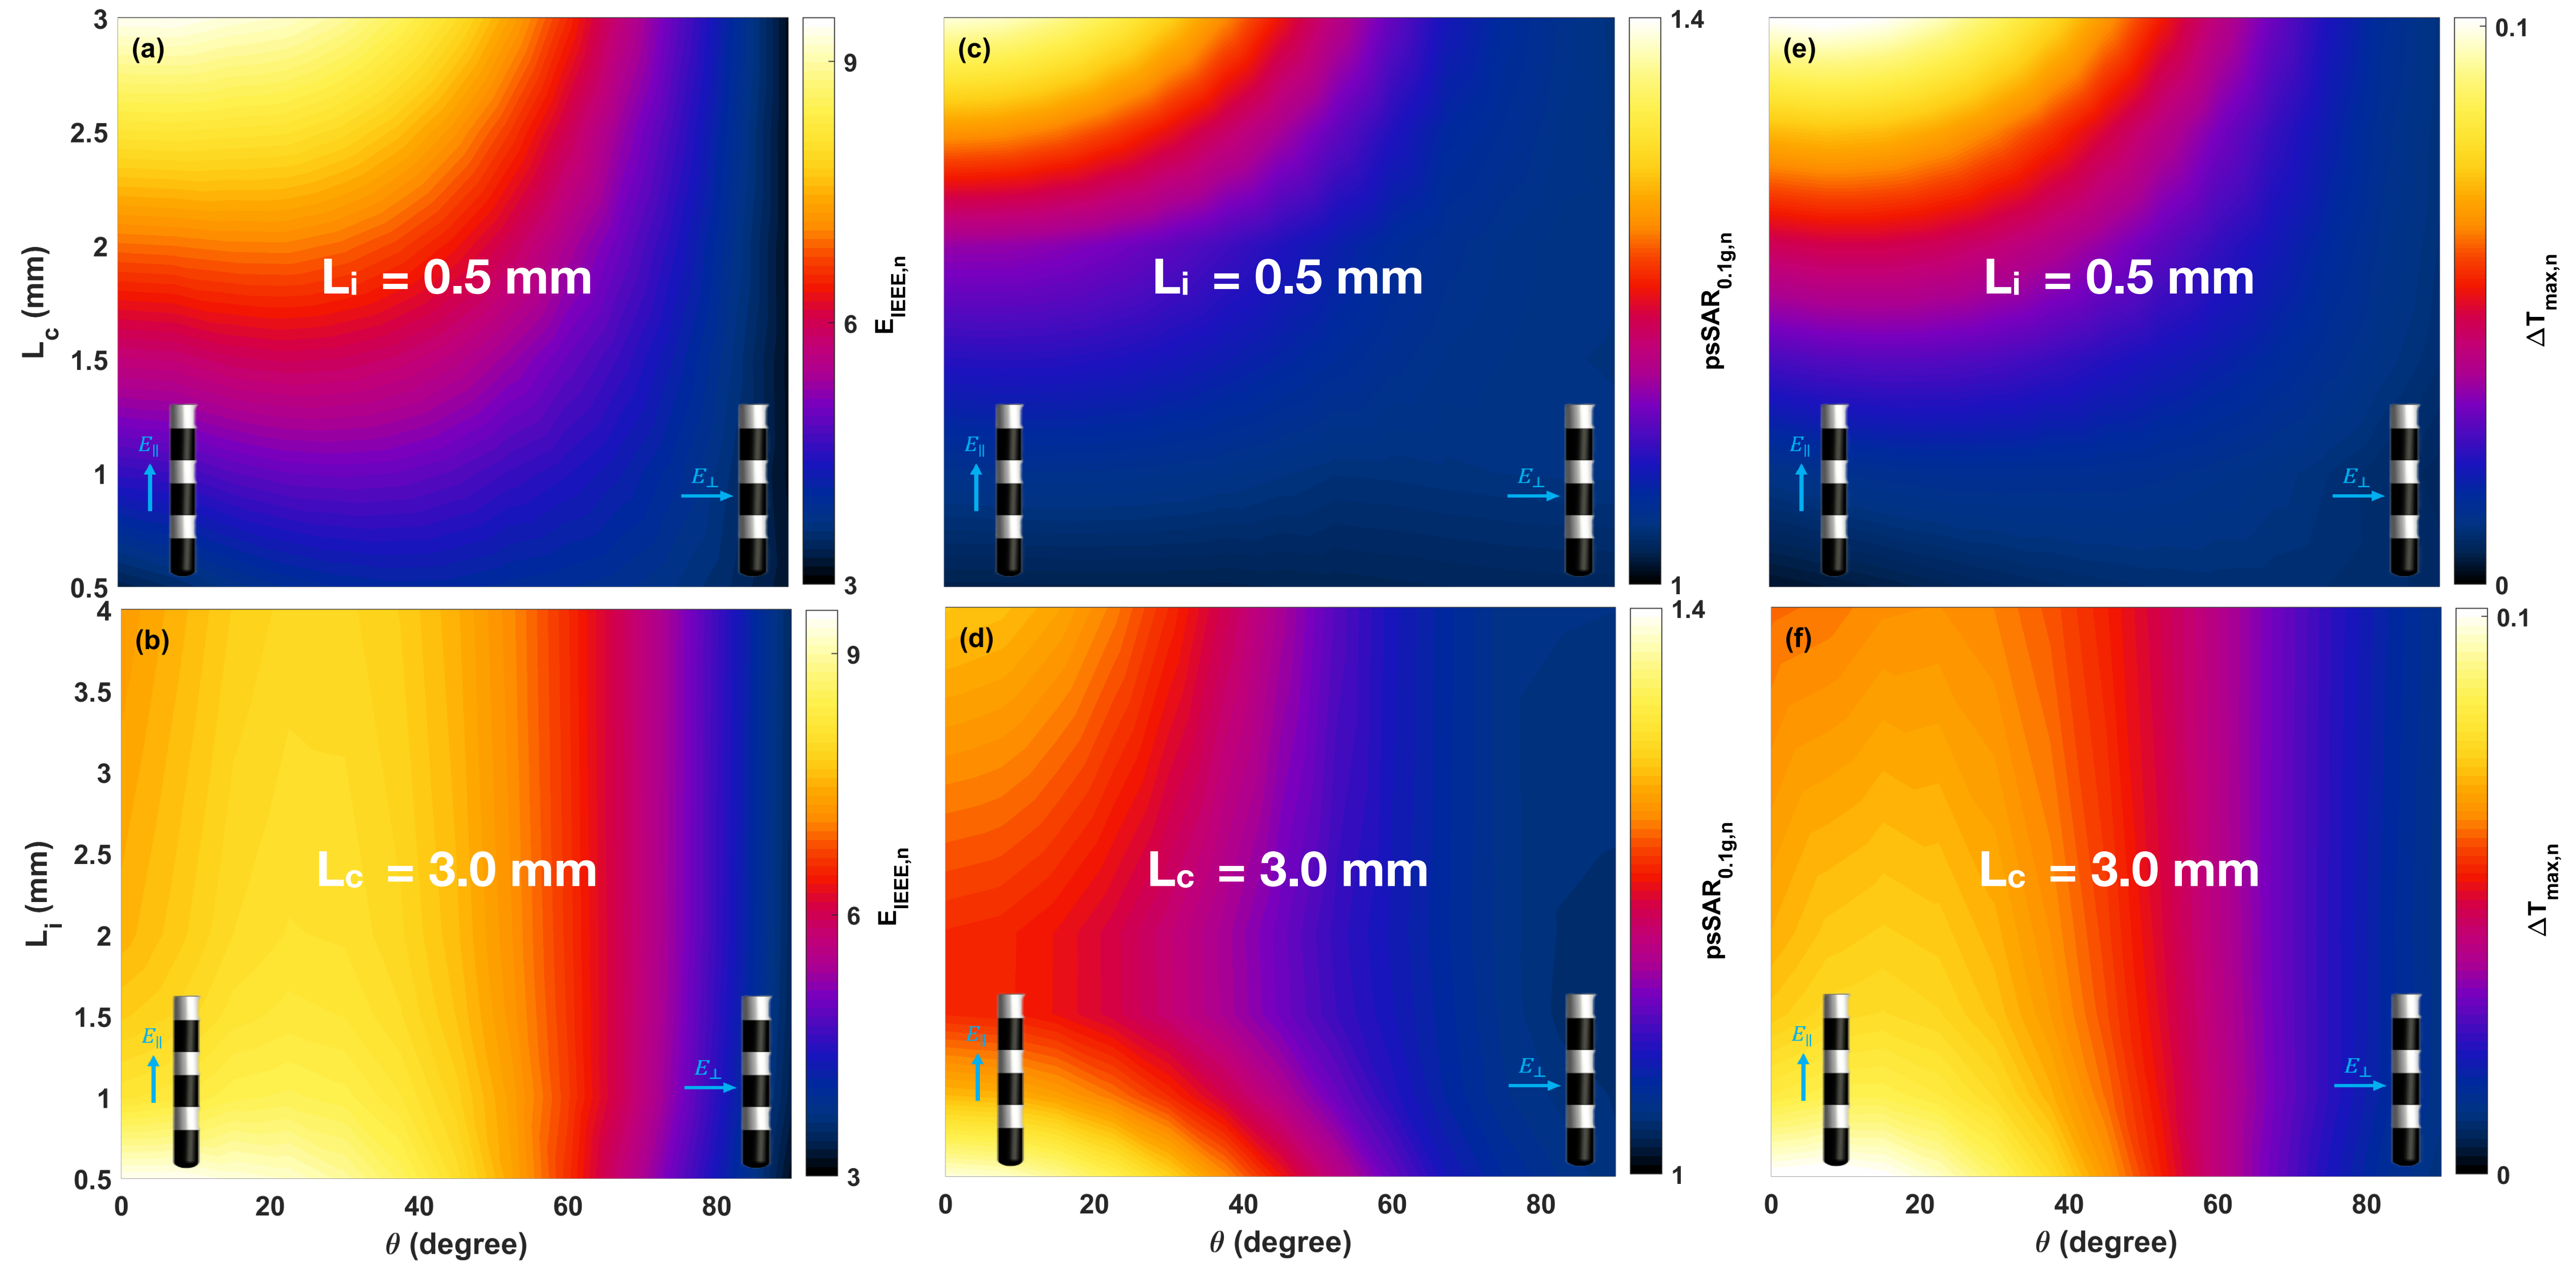 (a)
3
2.5
2
1.5
1
0.5
Lc (mm)
Li = 0.5 mm
E∥
E⊥
9
6
3
EIEEE,n
(c)
Li = 0.5 mm
E∥
E⊥
1.4
1
psSAR0.1g,n
(e)
Li = 0.5 mm
E∥
E⊥
0.1
0
ΔTmax,n
(b)
4
3.5
3
2.5
2
1.5
1
0.5
Li (mm)
Lc = 3.0 mm
E∥
E⊥
0 20 40 60 80
θ (degree)
9
6
3
EIEEE,n
(d)
Lc = 3.0 mm
E∥
E⊥
0 20 40 60 80
θ (degree)
1.4
1
psSAR0.1g,n
(f)
Lc = 3.0 mm
E∥
E⊥
0 20 40 60 80
θ (degree)
0.1
0
ΔTmax,n